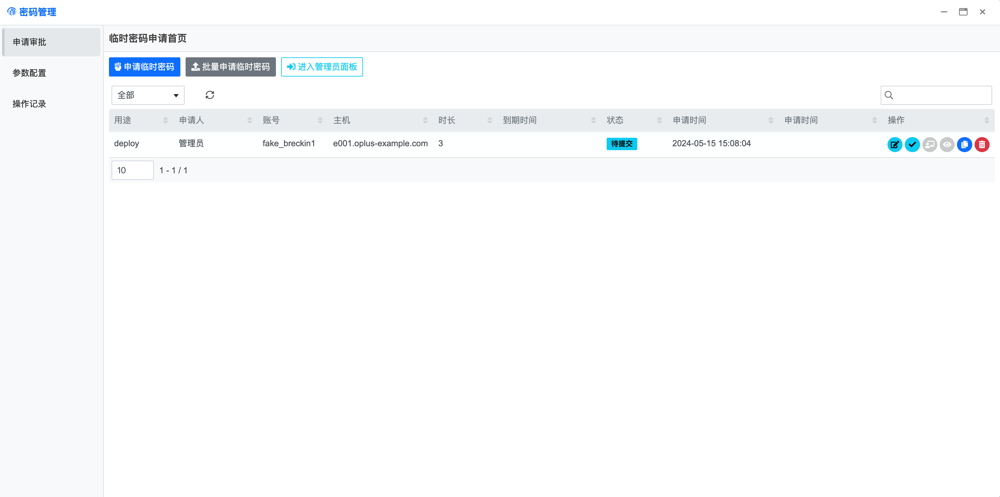 密码管理
申请审批
参数配置
操作记录
临时密码申请首页
申请临时密码 批量申请临时密码 进入管理员面板
全部
用途 申请人 账号 主机 时长 到期时间 状态 申请时间 申请时间 操作
deploy 管理员 fake_breckin1 e001.oplus-example.com 3 待提交 2024-05-15 15:08:04
10 1 - 1 / 1